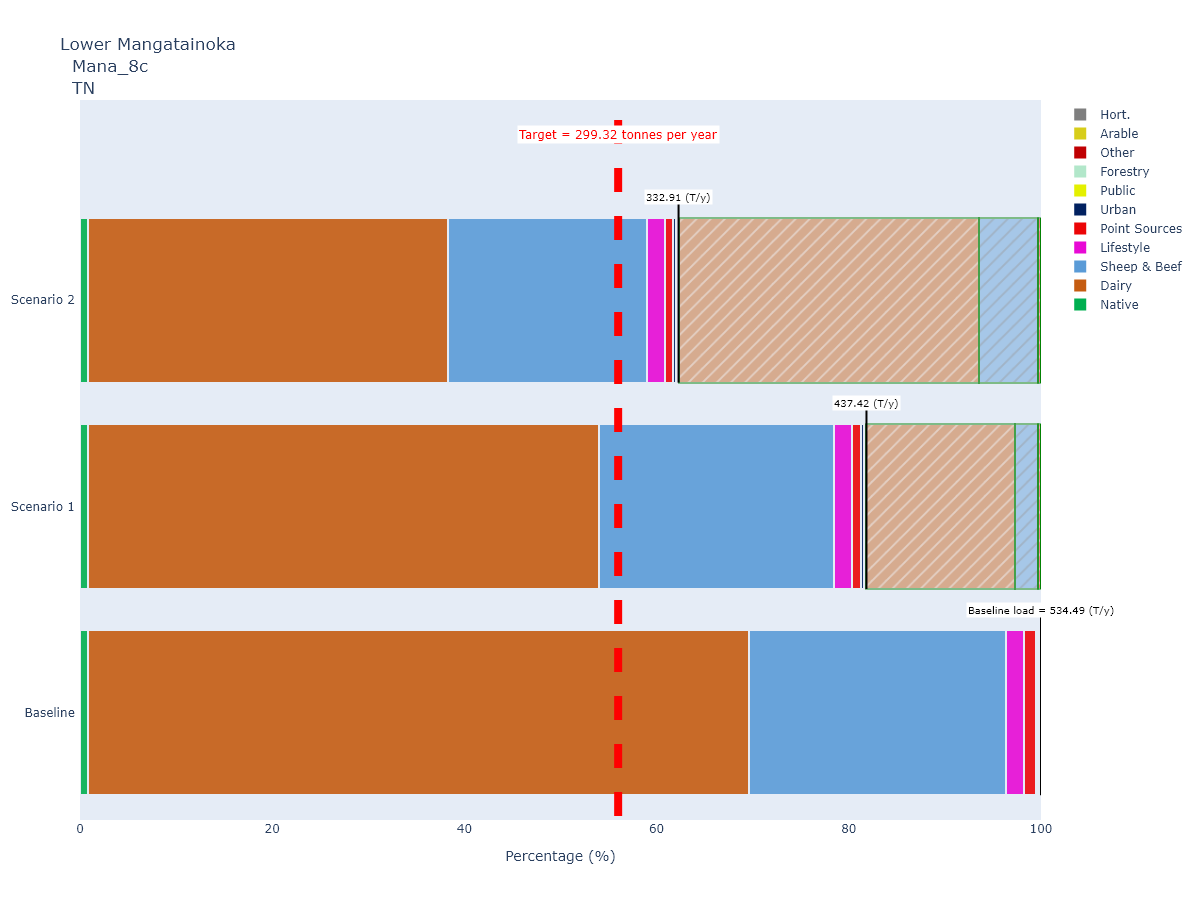 Lower Mangatainoka
Mana_8c
TN
Target = 299.32 tonnes per year
332.91 (T/y)
Scenario 2
437.42 (T/y)
Scenario 1
Baseline load = 534.49 (T/y)
Baseline
0 20 40 60 80 100
Percentage (%)
Hort.
Arable
Other
Forestry
Public
Urban
Point Sources
Lifestyle
Sheep & Beef
Dairy
Native